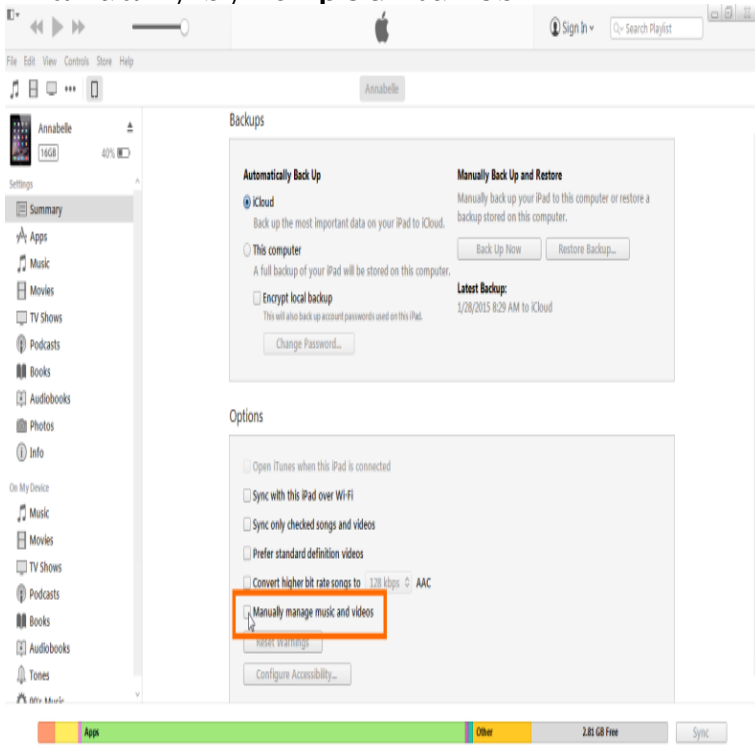 Sign In
Search Playlist
File Edit View Controls Store Help
Annabelle
Annabelle
16GB 40%
Settings
Summary
Apps
Music
Movies
TV Shows
Podcasts
Books
Audiobooks
Photos
Info
On My Device
Music
Movies
TV Shows
Podcasts
Books
Audiobooks
Tones
90's Music
Backups
Automatically Back Up
iCloud
Back up the most important data on your iPad to iCloud.
This computer
A full backup of your iPad will be stored on this computer.
Encrypt local backup
This will also back up account passwords used on this iPad.
Change Password...
Manually Back Up and Restore
Manually back up your iPad to this computer or restore a
backup stored on this computer.
Back Up Now Restore Backup...
Latest Backup:
1/28/2015 8:29 AM to iCloud
Options
Open iTunes when this iPad is connected
Sync with this iPad over Wi-Fi
Sync only checked songs and videos
Prefer standard definition videos
Convert higher bit rate songs to 128 kbps AAC
Manually manage music and videos
Reset Warnings
Configure Accessibility...
Apps Other 2.81 GB Free Sync